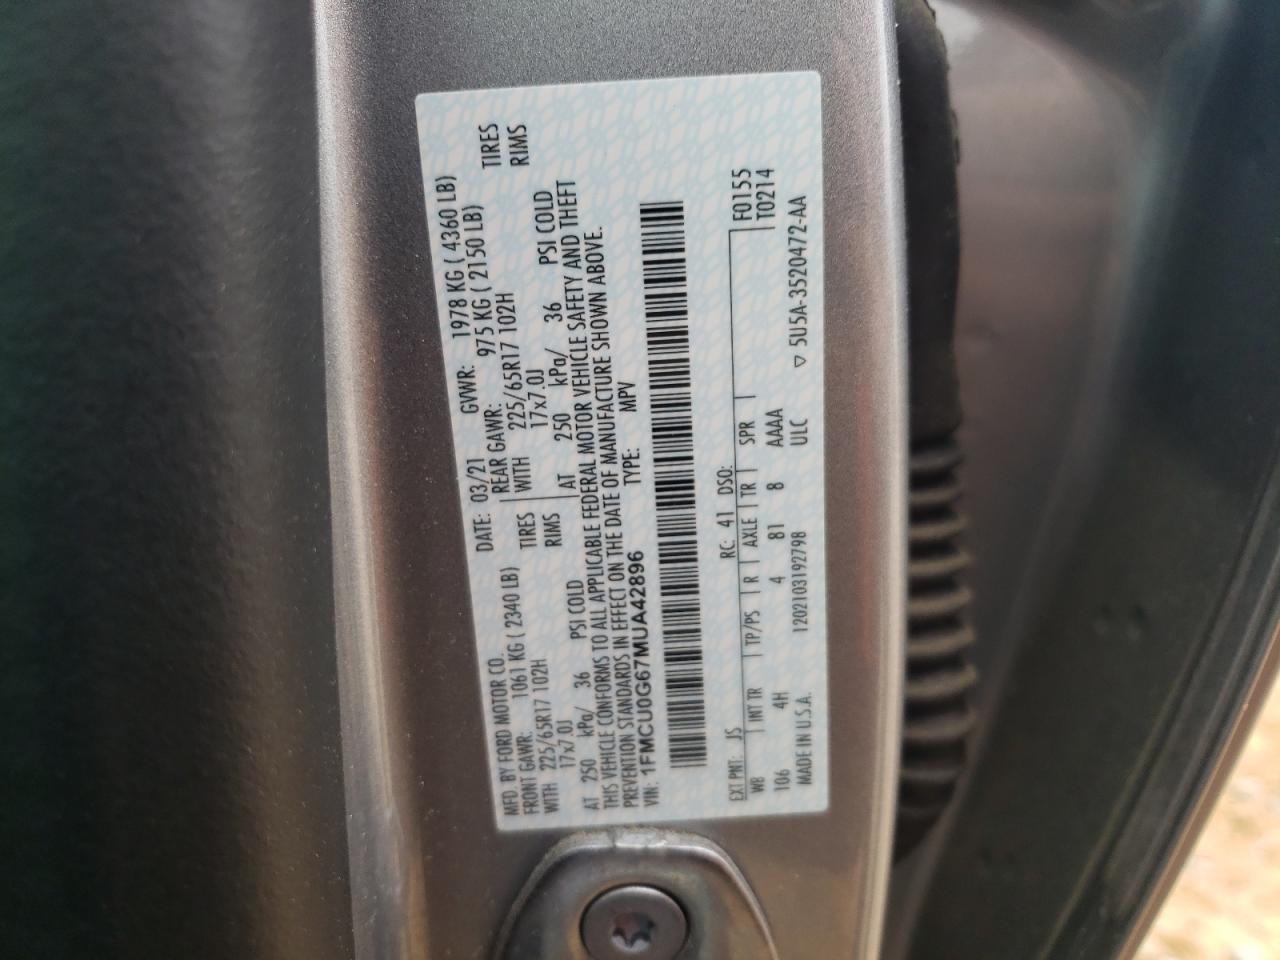 MFD. BY FORD MOTOR CO. DATE: 03/21 GVWR: 1978 KG ( 4360 LB)
FRONT GAWR: 1061 KG ( 2340 LB) REAR GAWR: 975 KG ( 2150 LB)
WITH 225/65R17 102H TIRES WITH 225/65R17 102H TIRES
17x7.0J RIMS 17x7.0J RIMS
AT 250 kPa/ 36 PSI COLD AT 250 kPa/ 36 PSI COLD
THIS VEHICLE CONFORMS TO ALL APPLICABLE FEDERAL MOTOR VEHICLE SAFETY AND THEFT
PREVENTION STANDARDS IN EFFECT ON THE DATE OF MANUFACTURE SHOWN ABOVE.
VIN: 1FMCU0G67MUA42896 TYPE: MPV
EXT PNT: JS RC: 41 DSO: F0155
WB INT TR TP/PS R AXLE TR SPR T0214
106 4H 4 81 8 AAAA
MADE IN U.S.A. 1202103192798 ULC ▽ 5U5A-3520472-AA